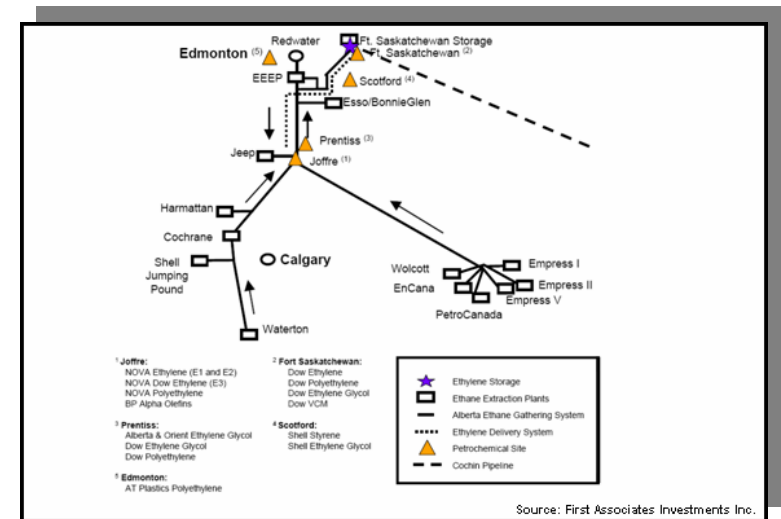 Redwater
Ft. Saskatchewan Storage
Edmonton (5)
Ft. Saskatchewan (2)
EEEP
Scotford (4)
Esso/BonnieGlen
Prentiss (3)
Jeep
Joffre (1)
Harmattan
Cochrane
Shell
Jumping
Pound
Calgary
Wolcott
Empress I
EnCana
Empress II
Empress V
PetroCanada
Waterton
1 Joffre:
NOVA Ethylene (E1 and E2)
NOVA Dow Ethylene (E3)
NOVA Polyethylene
BP Alpha Olefins
2 Fort Saskatchewan:
Dow Ethylene
Dow Polyethylene
Dow Ethylene Glycol
Dow VCM
3 Prentiss:
Alberta & Orient Ethylene Glycol
Dow Ethylene Glycol
Dow Polyethylene
4 Scotford:
Shell Styrene
Shell Ethylene Glycol
5 Edmonton:
AT Plastics Polyethylene
Ethylene Storage
Ethane Extraction Plants
Alberta Ethane Gathering System
Ethylene Delivery System
Petrochemical Site
Cochin Pipeline
Source: First Associates Investments Inc.